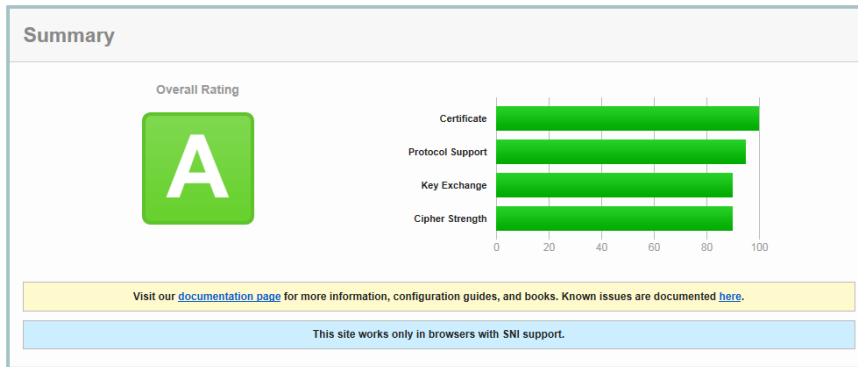 Summary
Overall Rating
A
Certificate
Protocol Support
Key Exchange
Cipher Strength
0 20 40 60 80 100
Visit our documentation page for more information, configuration guides, and books. Known issues are documented here.
This site works only in browsers with SNI support.